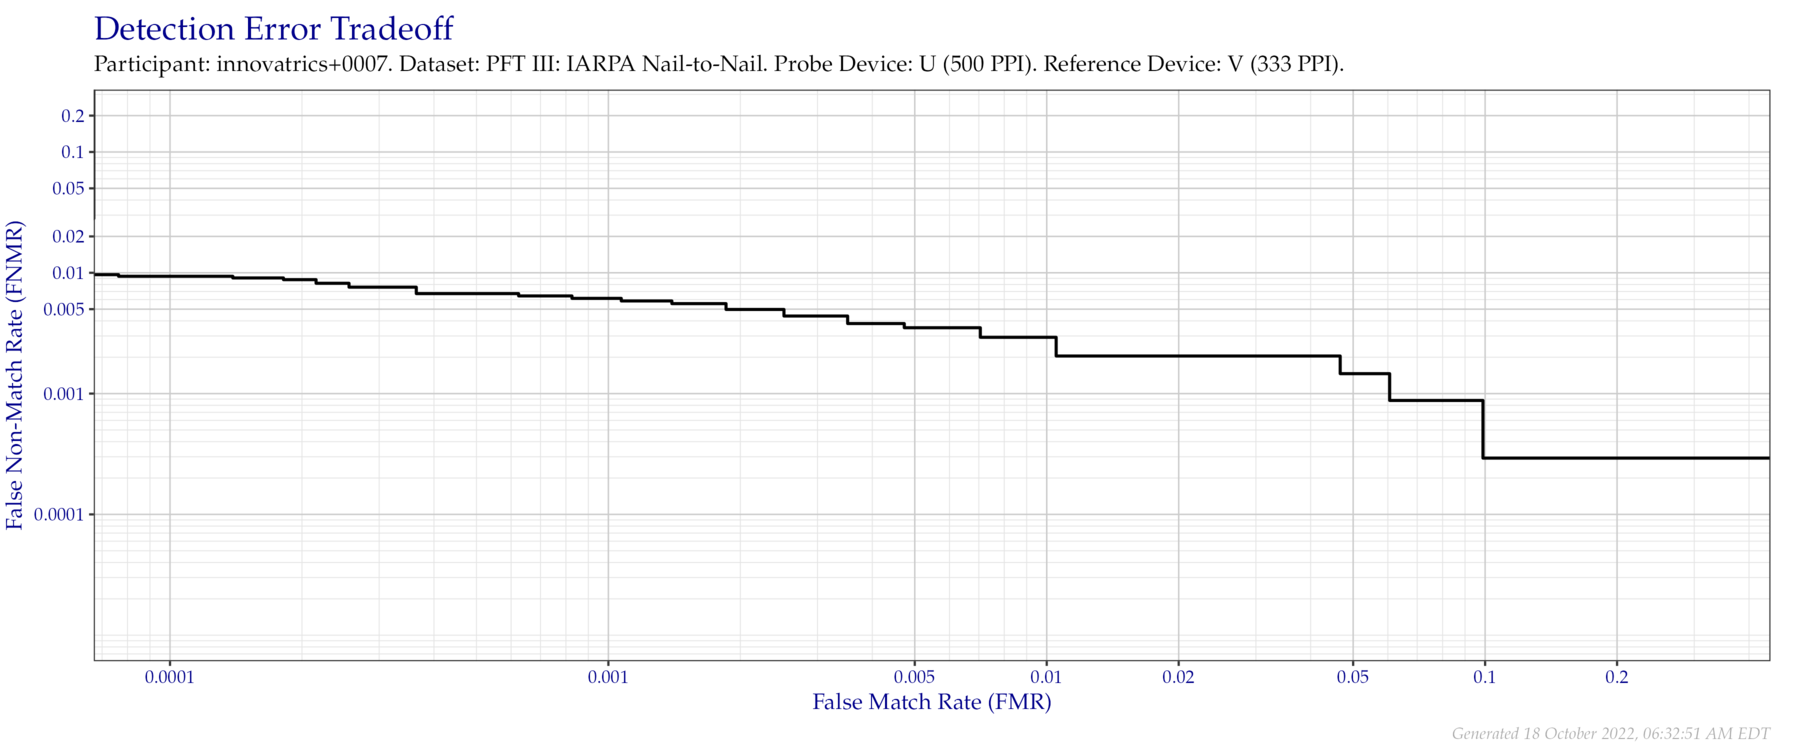 Detection Error Tradeoff
Participant: innovatrics+0007. Dataset: PFT III: IARPA Nail-to-Nail. Probe Device: U (500 PPI). Reference Device: V (333 PPI).
False Non-Match Rate (FNMR)
0.2
0.1
0.05
0.02
0.01
0.005
0.001
0.0001
0.0001 0.001 0.005 0.01 0.02 0.05 0.1 0.2
False Match Rate (FMR)
Generated 18 October 2022, 06:32:51 AM EDT